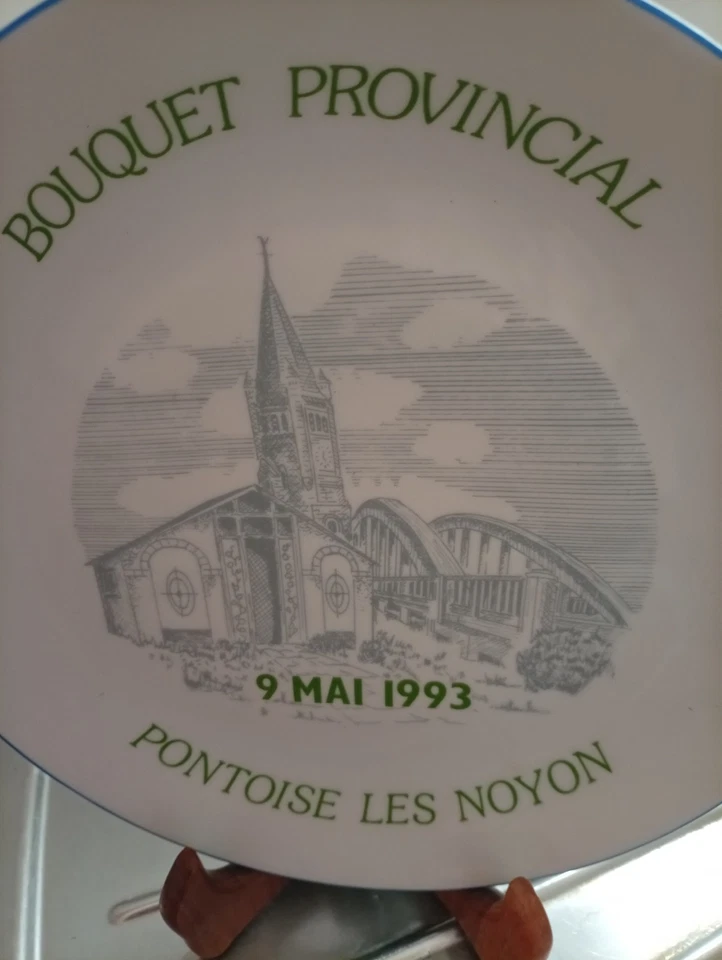 BOUQUET PROVINCIAL
9 MAI 1993
PONTOISE LES NOYON